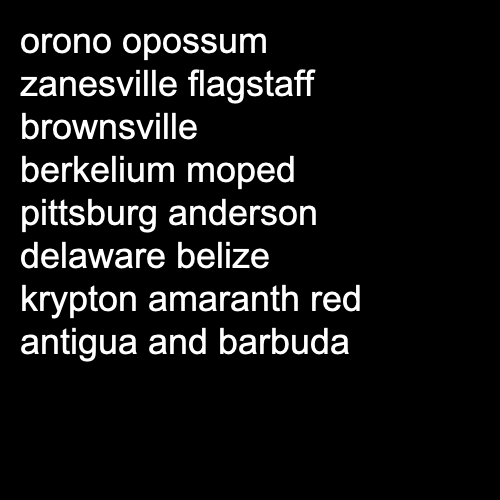 orono opossum
zanesville flagstaff
brownsville
berkelium moped
pittsburg anderson
delaware belize
krypton amaranth red
antigua and barbuda